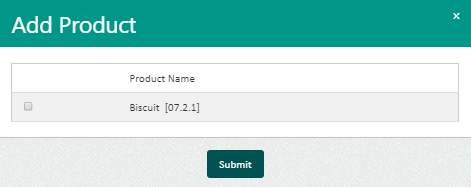 Add Product
Product Name
Biscuit [07.2.1]
Submit